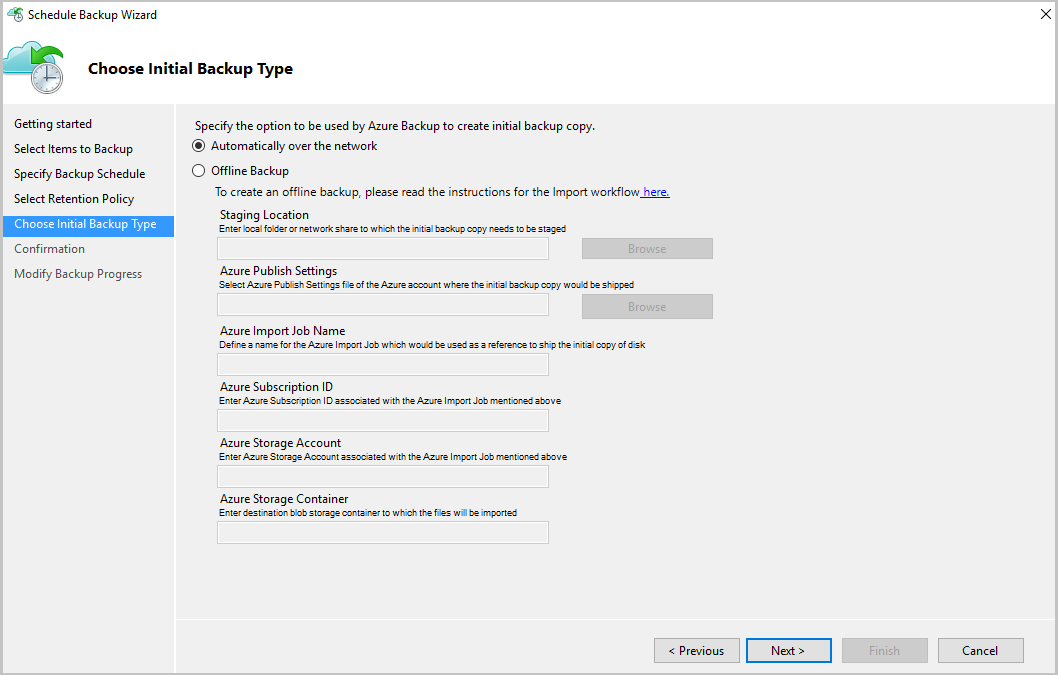 Schedule Backup Wizard
Choose Initial Backup Type
Getting started
Select Items to Backup
Specify Backup Schedule
Select Retention Policy
Choose Initial Backup Type
Confirmation
Modify Backup Progress
Specify the option to be used by Azure Backup to create initial backup copy.
Automatically over the network
Offline Backup
To create an offline backup, please read the instructions for the Import workflow here.
Staging Location
Enter local folder or network share to which the initial backup copy needs to be staged
Browse
Azure Publish Settings
Select Azure Publish Settings file of the Azure account where the initial backup copy would be shipped
Browse
Azure Import Job Name
Define a name for the Azure Import Job which would be used as a reference to ship the initial copy of disk
Azure Subscription ID
Enter Azure Subscription ID associated with the Azure Import Job mentioned above
Azure Storage Account
Enter Azure Storage Account associated with the Azure Import Job mentioned above
Azure Storage Container
Enter destination blob storage container to which the files will be imported
< Previous Next > Finish Cancel